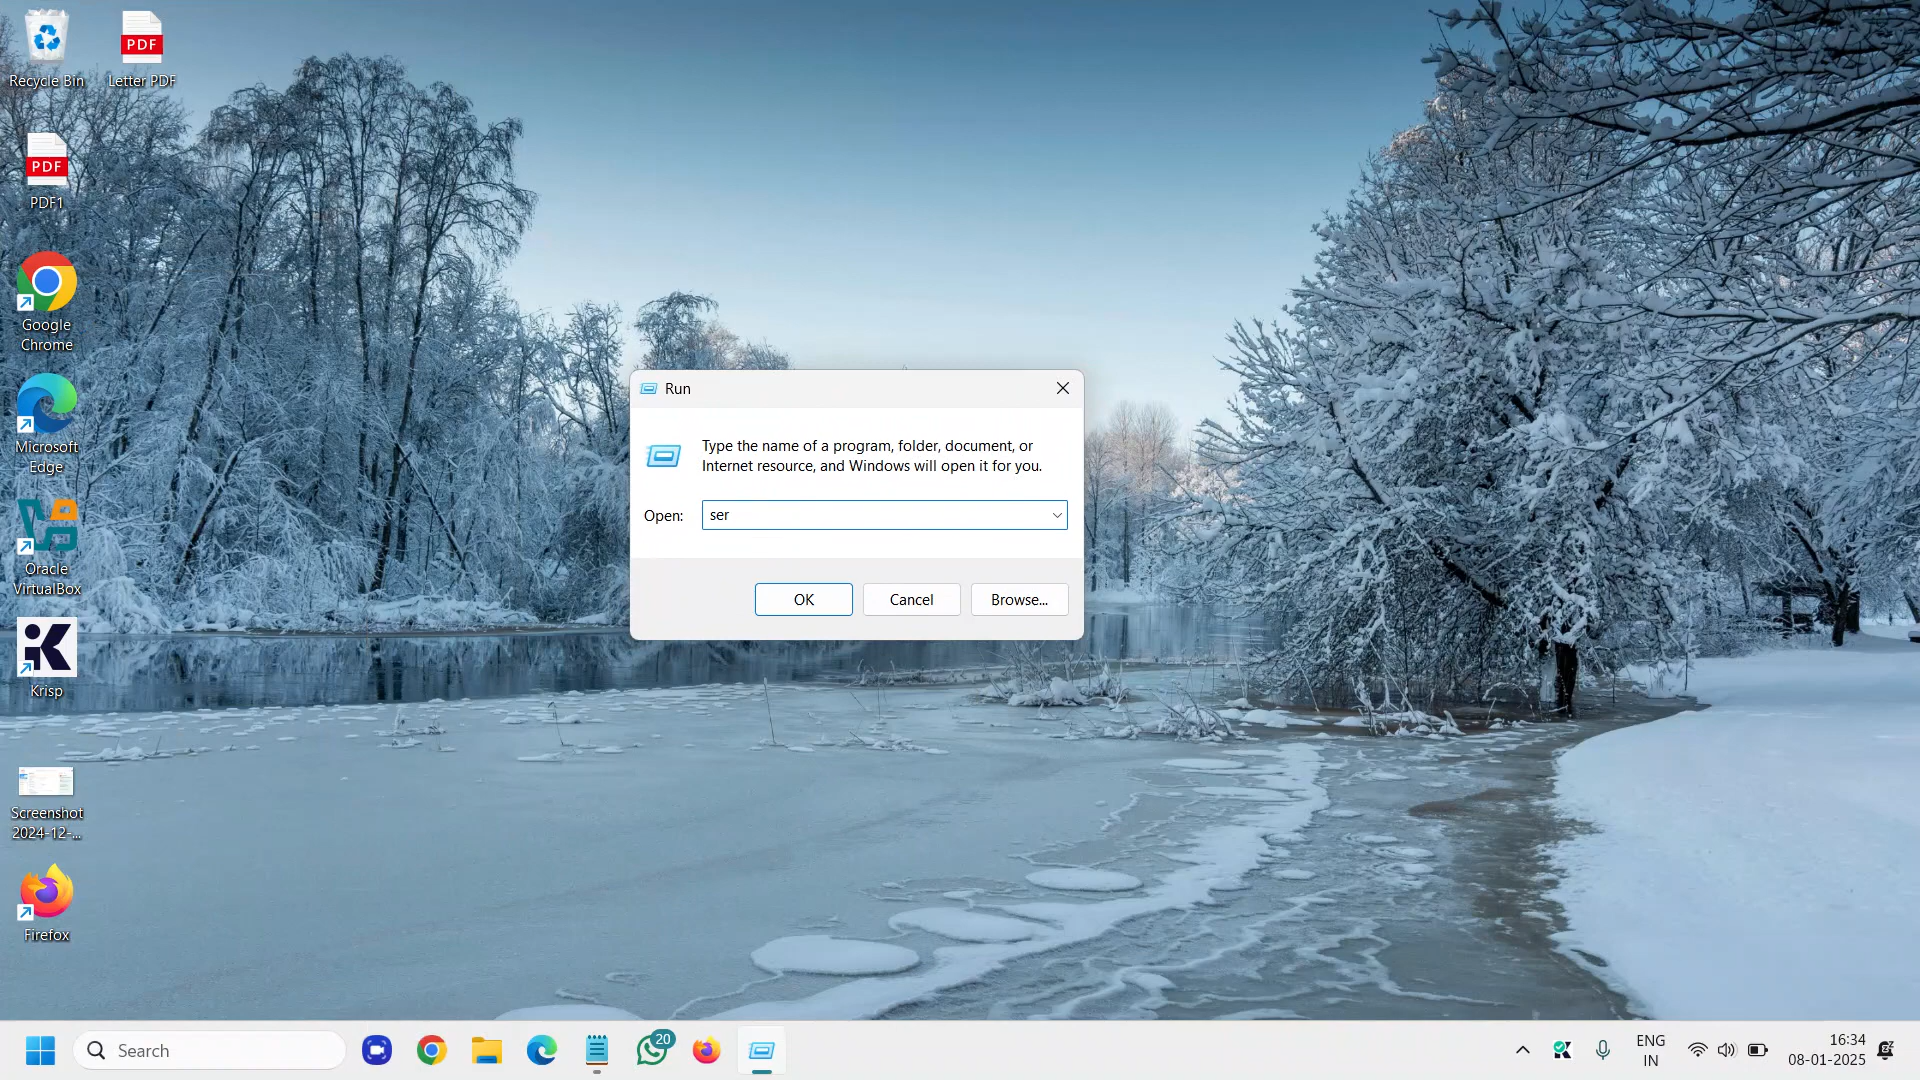 Recycle Bin
PDF
Letter PDF
PDF
PDF1
Google
Chrome
Microsoft
Edge
Oracle
VirtualBox
Krisp
Screenshot
2024-12-...
Firefox
Run
Type the name of a program, folder, document, or
Internet resource, and Windows will open it for you.
Open:
ser
OK
Cancel
Browse...
Search
20
ENG
IN
16:34
08-01-2025